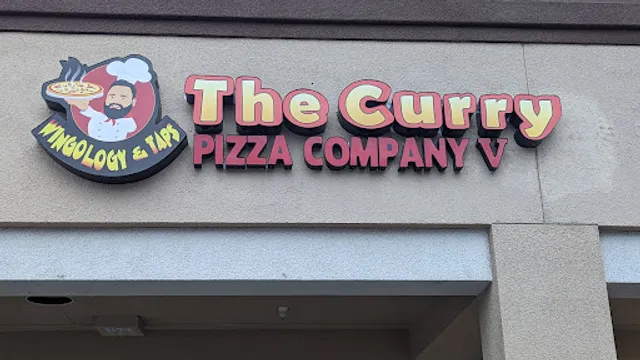 WINGOLOGY & TAPS
The Curry
PIZZA COMPANY V